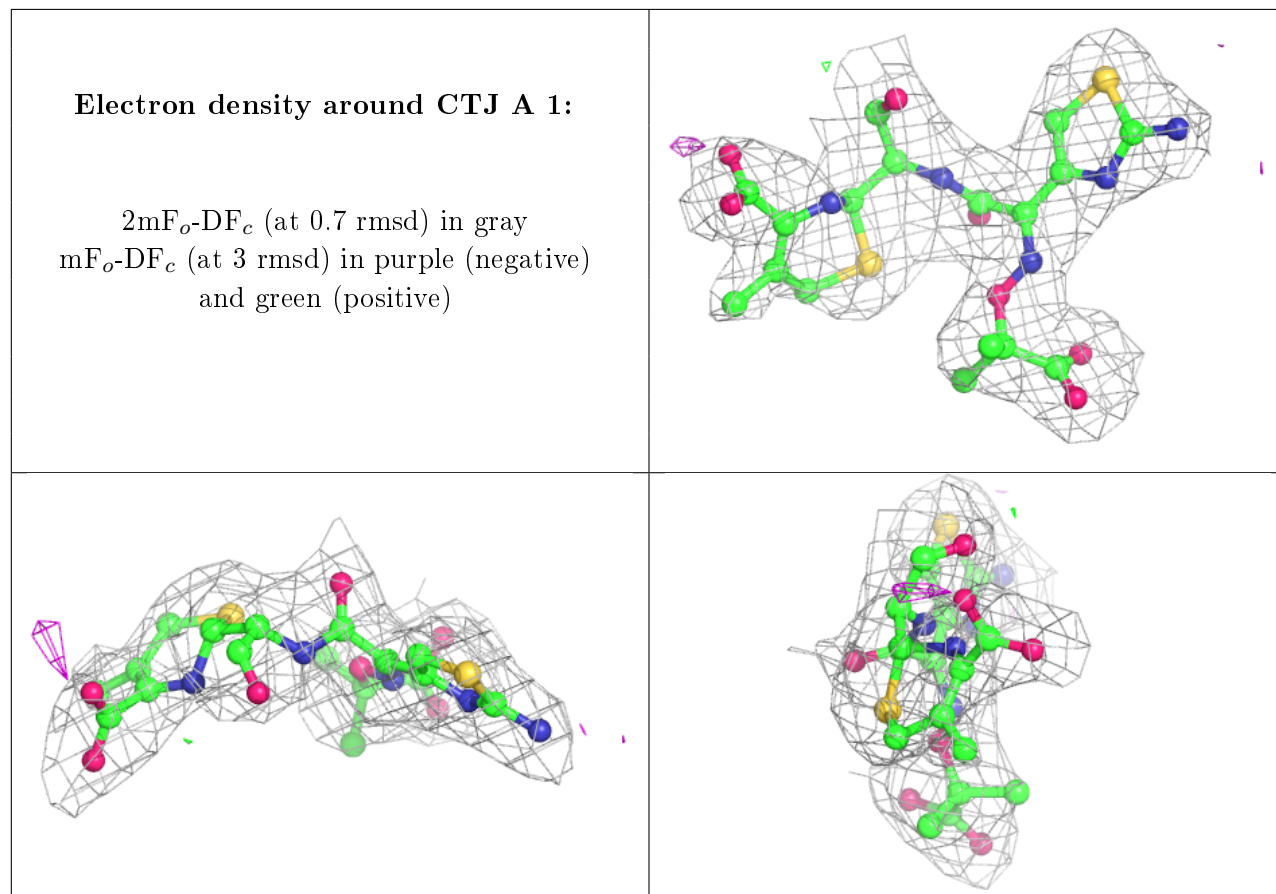 Electron density around CTJ A 1:
2mFo-DFc (at 0.7 rmsd) in gray
mFo-DFc (at 3 rmsd) in purple (negative)
and green (positive)